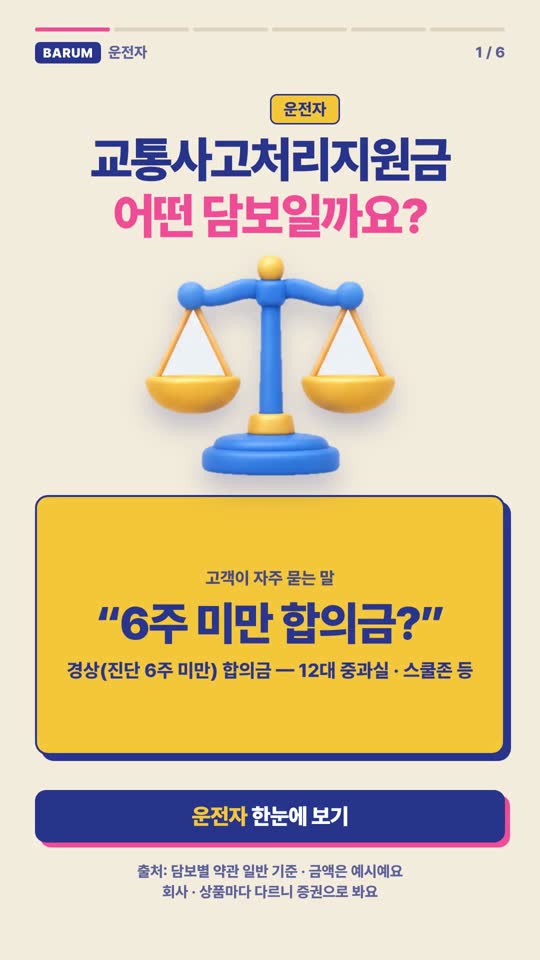 BARUM 운전자 1 / 6
운전자
교통사고처리지원금
어떤 담보일까요?
고객이 자주 묻는 말
“6주 미만 합의금?”
경상(진단 6주 미만) 합의금 — 12대 중과실 · 스쿨존 등
운전자 한눈에 보기
출처: 담보별 약관 일반 기준 · 금액은 예시예요
회사 · 상품마다 다르니 증권으로 봐요